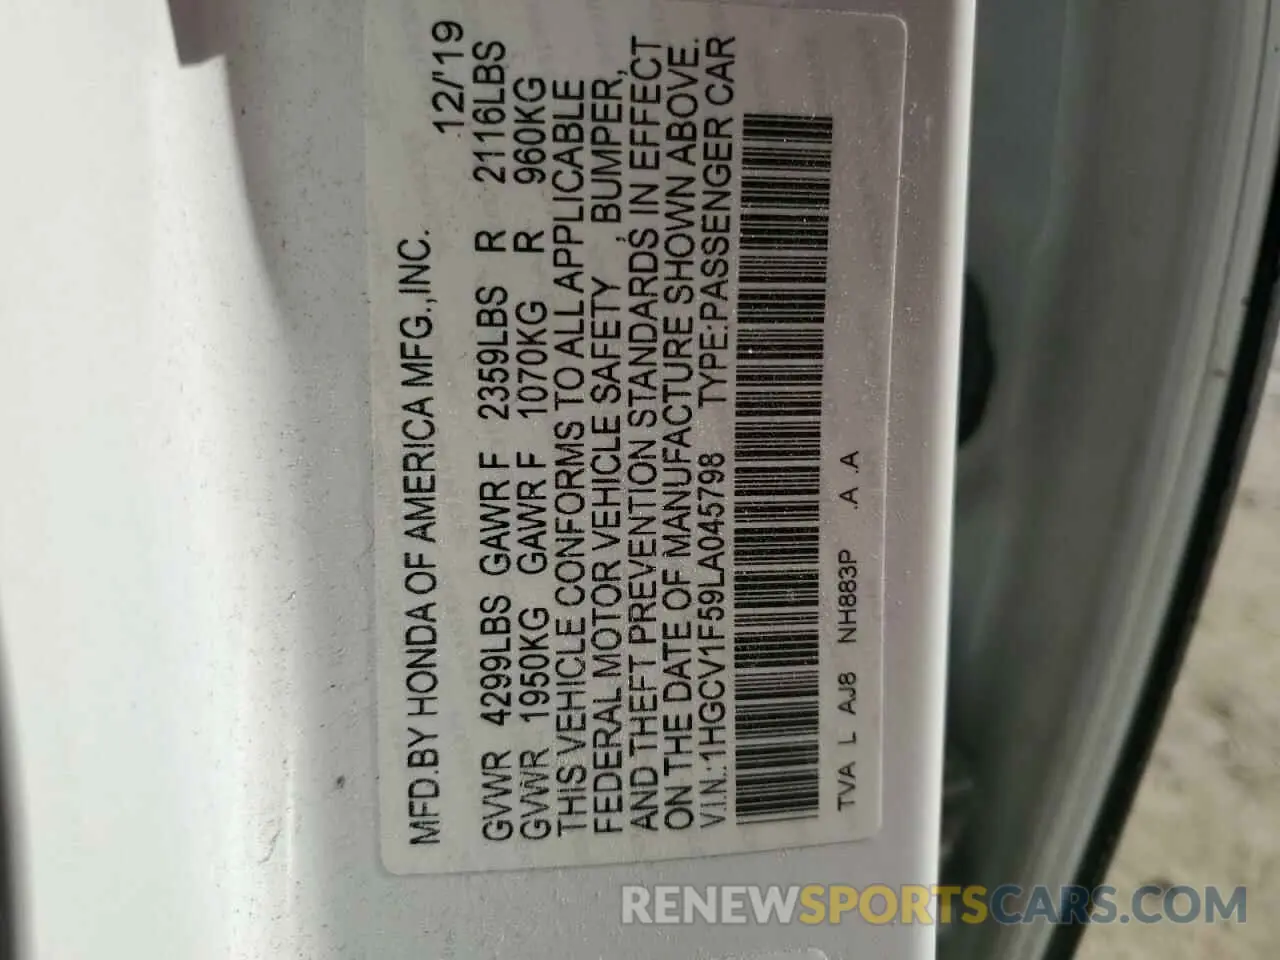 MFD.BY HONDA OF AMERICA MFG.,INC. 12/'19
GVWR 4299LBS GAWR F 2359LBS R 2116LBS
GVWR 1950KG GAWR F 1070KG R 960KG
THIS VEHICLE CONFORMS TO ALL APPLICABLE
FEDERAL MOTOR VEHICLE SAFETY , BUMPER,
AND THEFT PREVENTION STANDARDS IN EFFECT
ON THE DATE OF MANUFACTURE SHOWN ABOVE.
V.I.N.:1HGCV1F59LA045798 TYPE:PASSENGER CAR
TVA L AJ8 NH883P .A .A
RENEWSPORTSCARS.COM